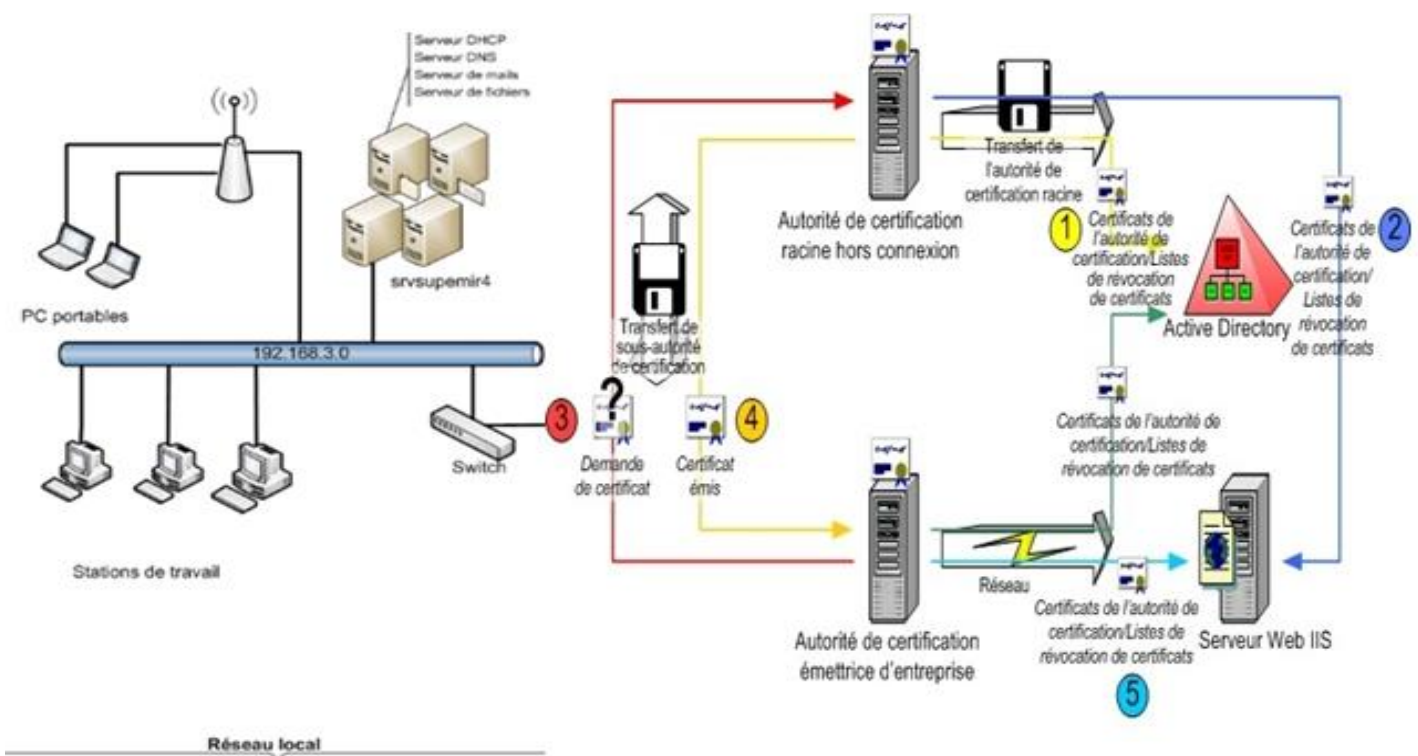 Serveur DHCP
Serveur DNS
Serveur de mails
Serveur de fichiers
srvsupemir4
PC portables
192.168.3.0
Switch
Stations de travail
Réseau local
Autorité de certification
racine hors connexion
Transfert de
l'autorité de
certification racine
1
Certificats de
l'autorité de
certification/Listes
de révocation
de certificats
2
Certificats de
l'autorité de
certification/
Listes de
révocation
de certificats
Active Directory
Transfert de
sous-autorité
de certification
3
?
Demande
de certificat
4
Certificat
émis
Certificats de l'autorité de
certification/Listes de
révocation de certificats
Autorité de certification
émettrice d'entreprise
Réseau
Certificats de l'autorité de
certification/Listes de
révocation de certificats
5
Serveur Web IIS